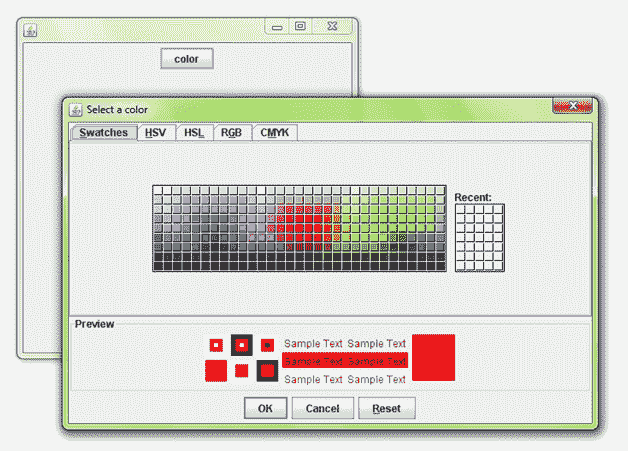 color
Select a color
Swatches HSV HSL RGB CMYK
Recent:
Preview
Sample Text Sample Text
Sample Text Sample Text
Sample Text Sample Text
OK Cancel Reset